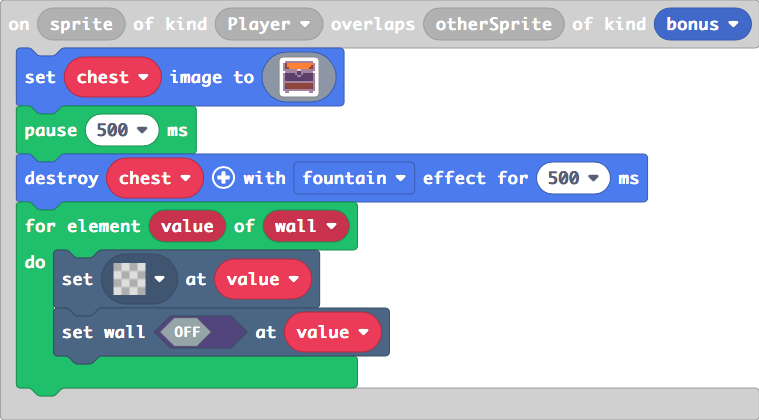 on sprite of kind Player overlaps otherSprite of kind bonus
set chest image to
pause 500 ms
destroy chest with fountain effect for 500 ms
for element value of wall
do
set at value
set wall OFF at value